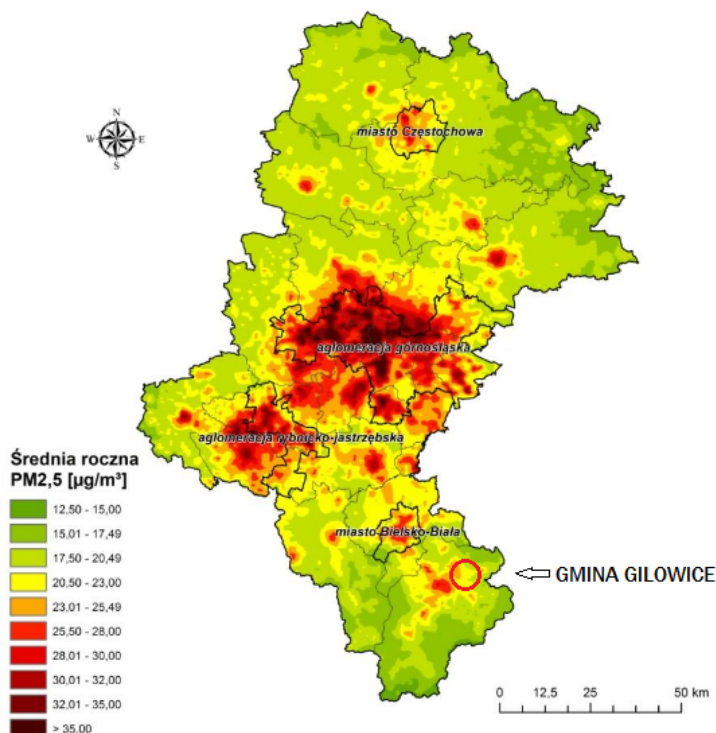 N
W E
S
miasto Częstochowa
aglomeracja górnośląska
aglomeracja rybnicko-jastrzębska
miasto Bielsko-Biała
GMINA GILOWICE
Średnia roczna
PM2,5 [µg/m³]
12,50 - 15,00
15,01 - 17,49
17,50 - 20,49
20,50 - 23,00
23,01 - 25,49
25,50 - 28,00
28,01 - 30,00
30,01 - 32,00
32,01 - 35,00
> 35,00
0 12,5 25 50 km